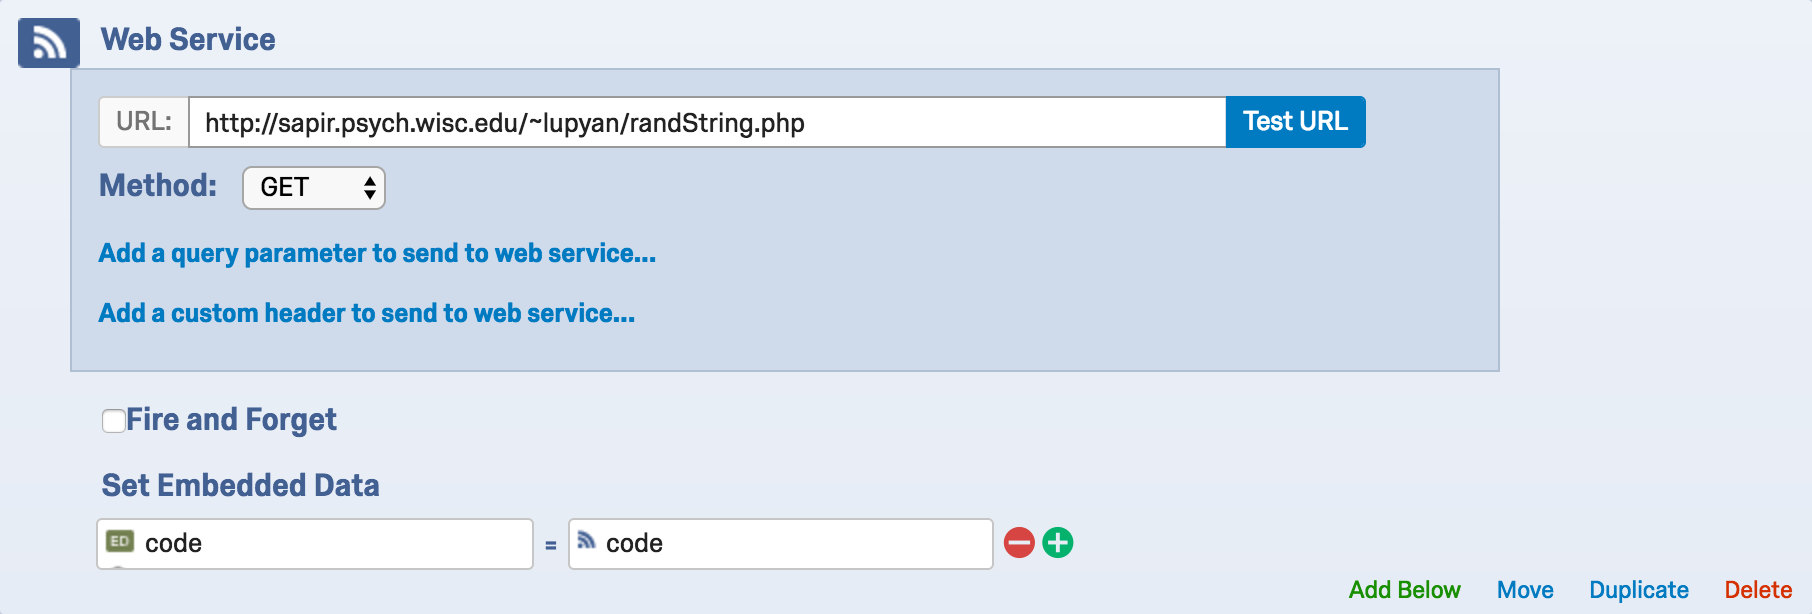 Web Service
URL: http://sapir.psych.wisc.edu/~lupyan/randString.php Test URL
Method: GET
Add a query parameter to send to web service...
Add a custom header to send to web service...
Fire and Forget
Set Embedded Data
ED code = code
Add Below Move Duplicate Delete